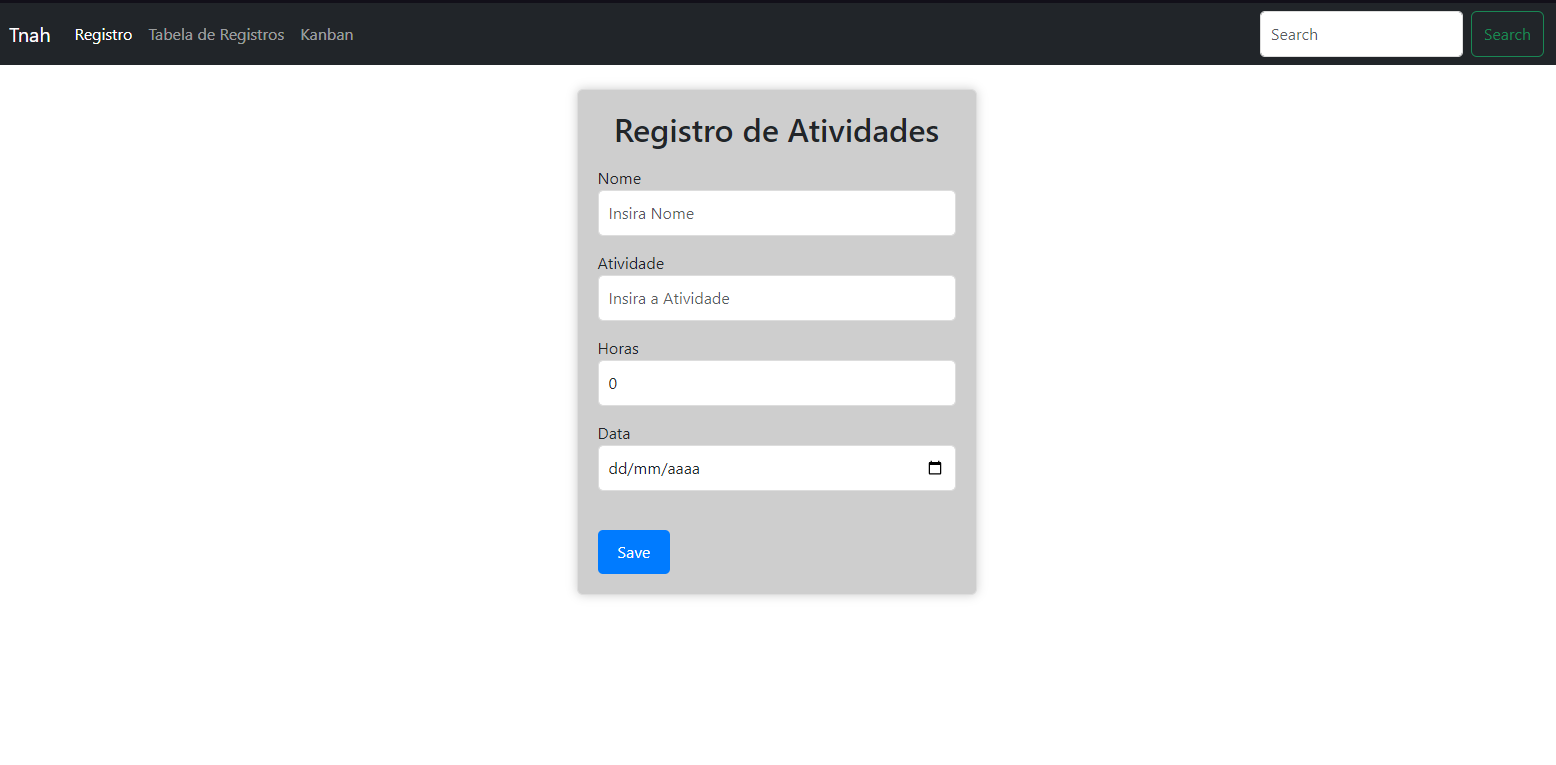 Tnah Registro Tabela de Registros Kanban Search Search
Registro de Atividades
Nome
Insira Nome
Atividade
Insira a Atividade
Horas
0
Data
dd/mm/aaaa
Save